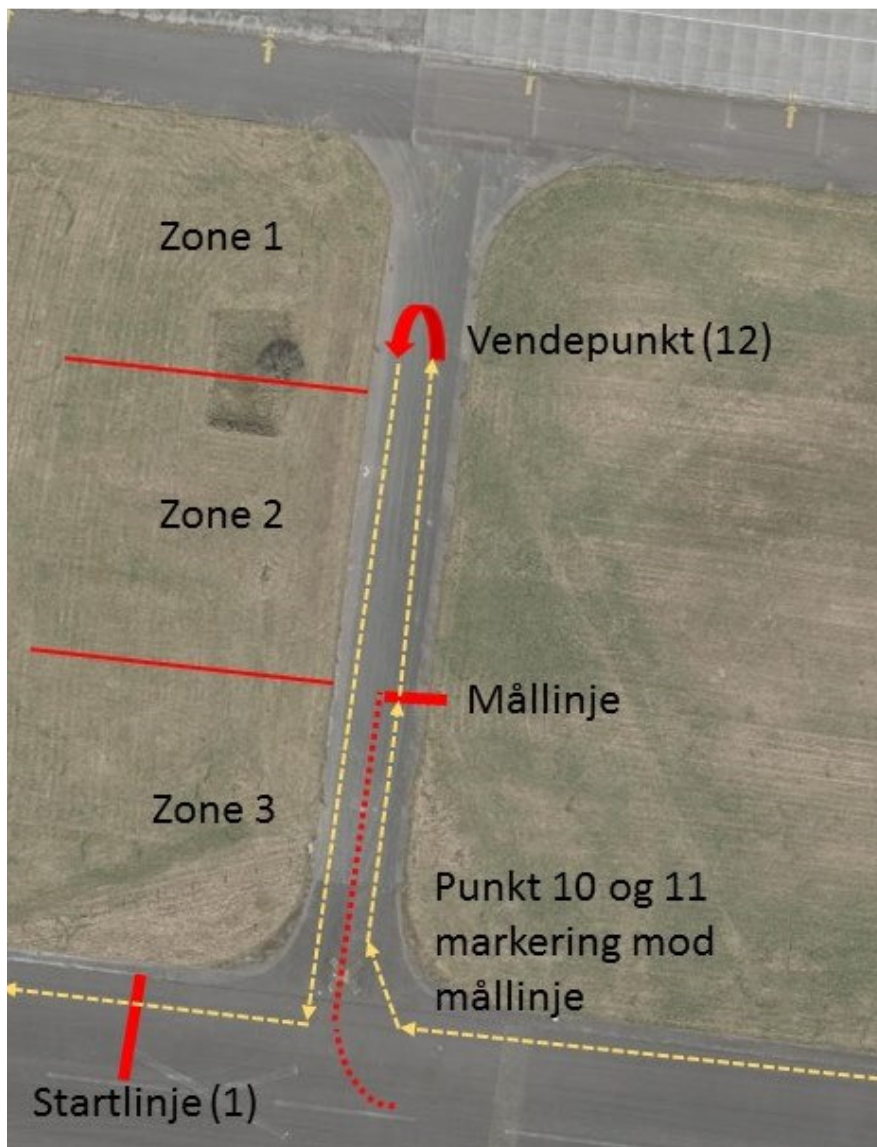 Zone 1
Vendepunkt (12)
Zone 2
Mållinje
Zone 3
Punkt 10 og 11
markering mod
mållinje
Startlinje (1)